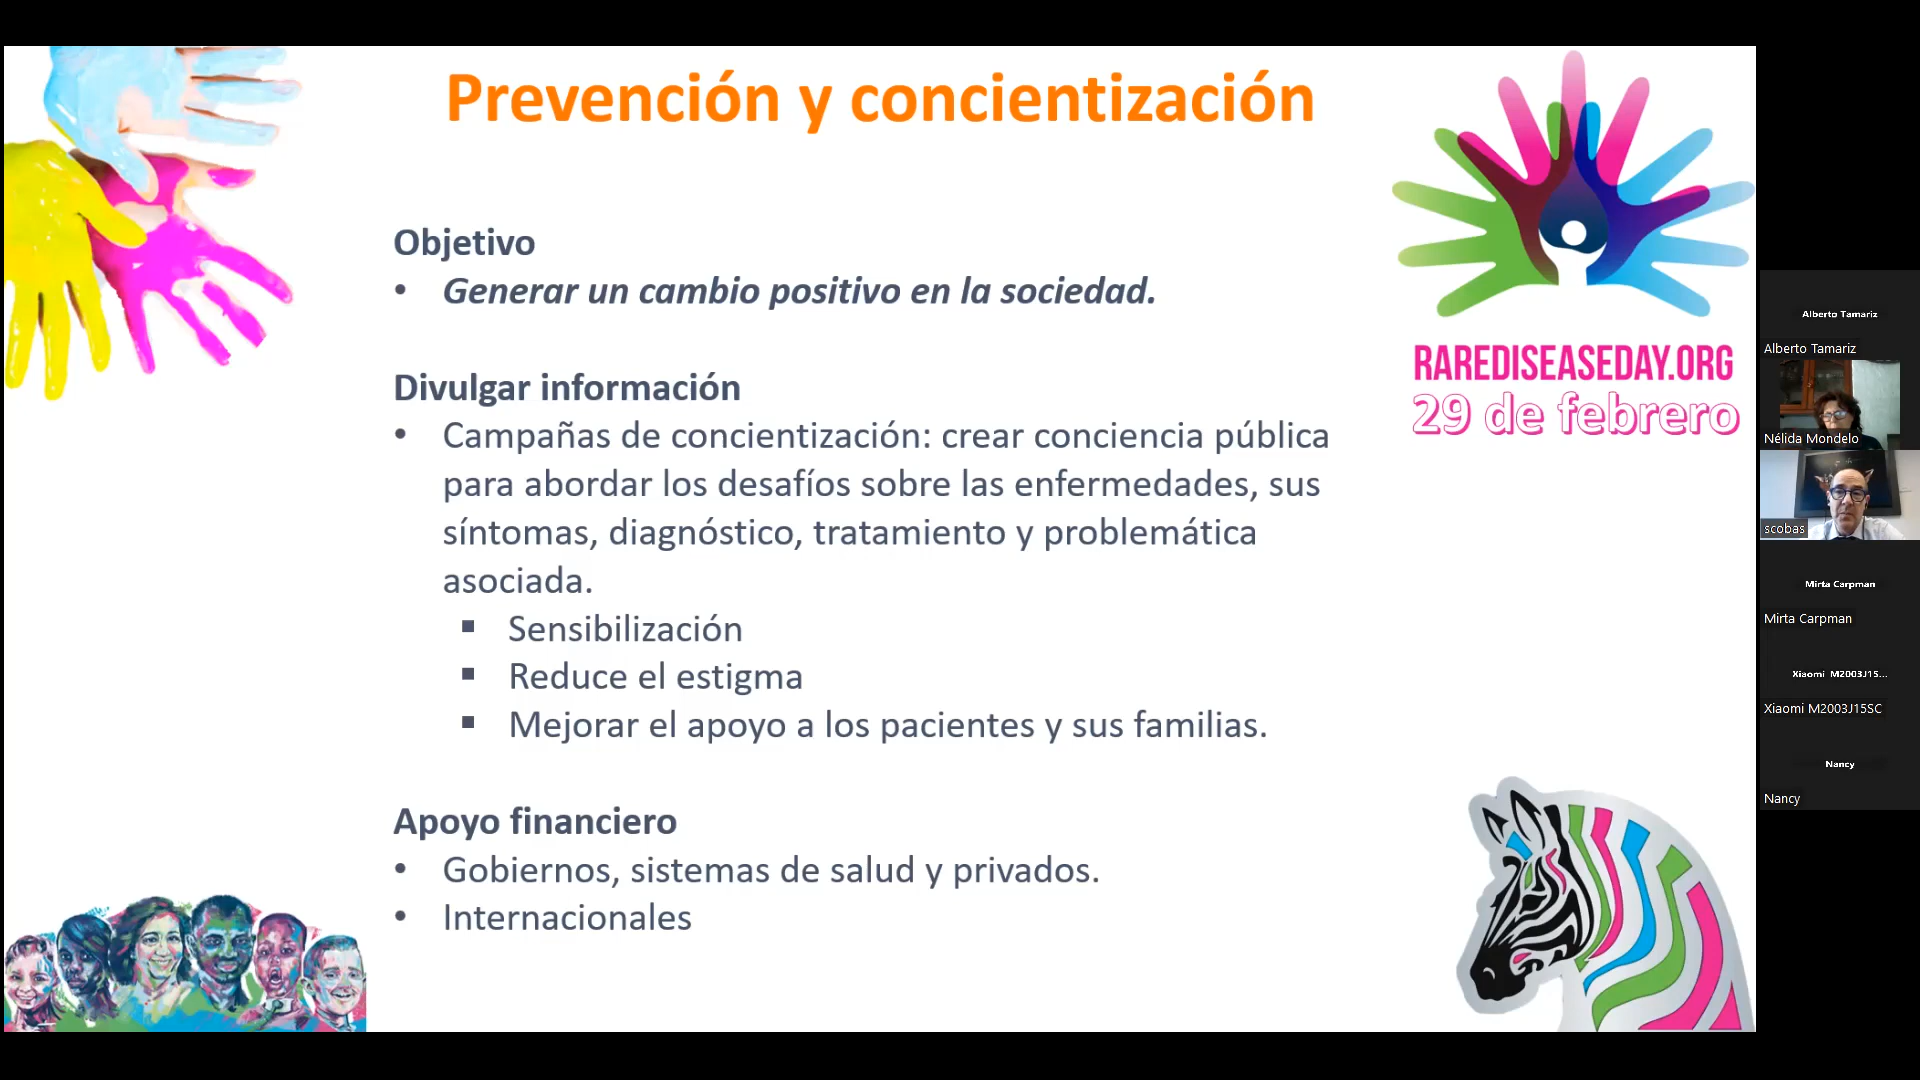 Prevención y concientización
Objetivo
• Generar un cambio positivo en la sociedad.
Divulgar información
• Campañas de concientización: crear conciencia pública
para abordar los desafíos sobre las enfermedades, sus
síntomas, diagnóstico, tratamiento y problemática
asociada.
▪ Sensibilización
▪ Reduce el estigma
▪ Mejorar el apoyo a los pacientes y sus familias.
Apoyo financiero
• Gobiernos, sistemas de salud y privados.
• Internacionales
RAREDISEASEDAY.ORG
29 de febrero
Alberto Tamariz
Alberto Tamariz
Nélida Mondelo
scobas
Mirta Carpman
Mirta Carpman
Xiaomi M2003J15...
Xiaomi M2003J15SC
Nancy
Nancy